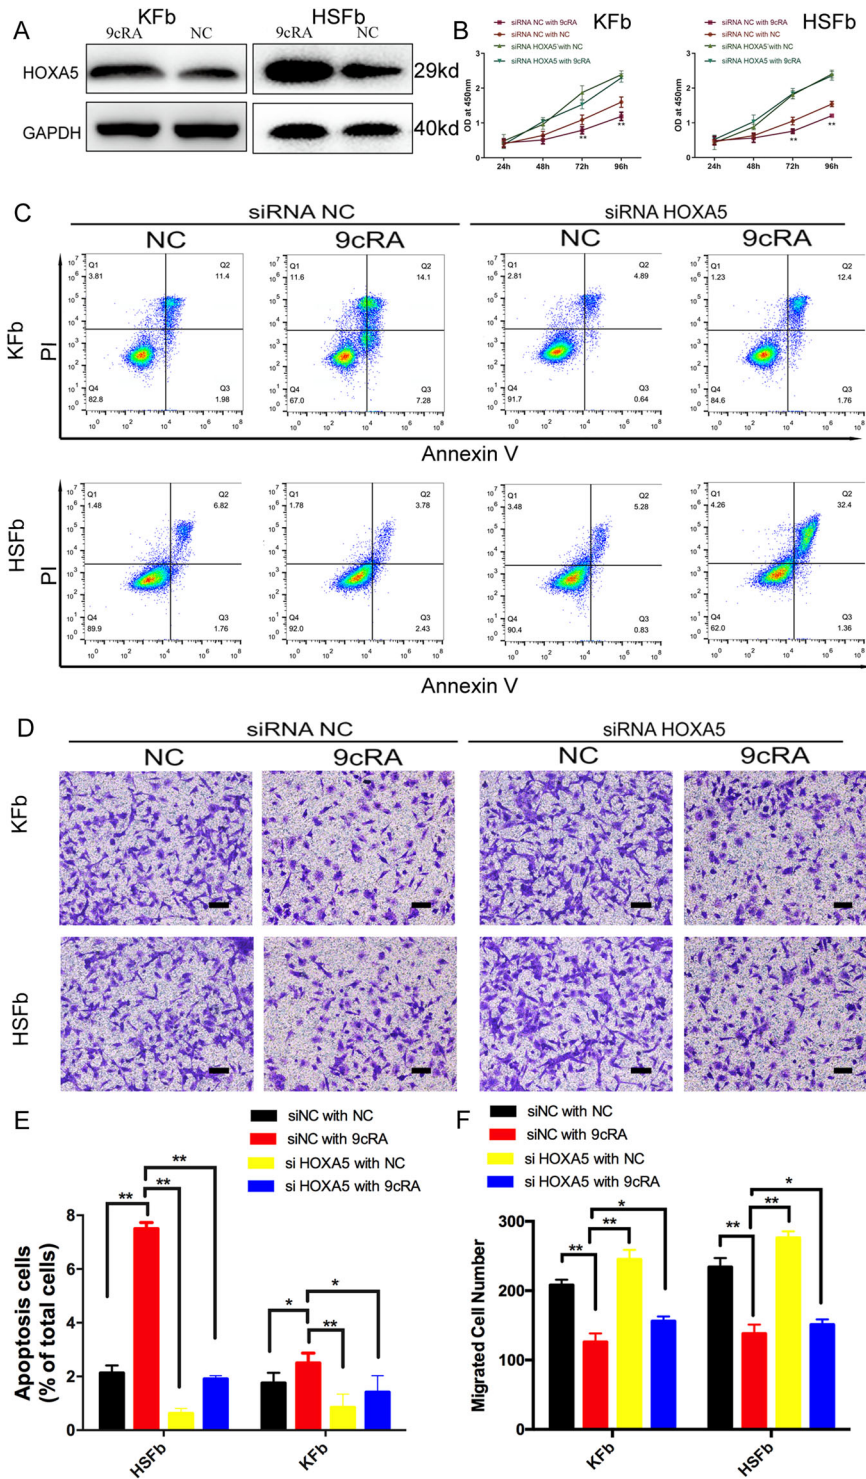 A
KFb
HSFb
9cRA NC
9cRA NC
HOXA5
29kd
GAPDH
40kd
B
KFb
siRNA NC with 9cRA
siRNA NC with NC
siRNA HOXA5 with NC
siRNA HOXA5 with 9cRA
OD at 450nm
3
2
1
0
** **
24h 48h 72h 96h
HSFb
siRNA NC with 9cRA
siRNA NC with NC
siRNA HOXA5 with NC
siRNA HOXA5 with 9cRA
OD at 450nm
3
2
1
0
** **
24h 48h 72h 96h
C
siRNA NC
siRNA HOXA5
NC
9cRA
NC
9cRA
KFb
PI
Q1
3.81
Q2
11.4
Q4
82.8
Q3
1.98
Q1
11.6
Q2
14.1
Q4
67.0
Q3
7.28
Q1
2.81
Q2
4.89
Q4
91.7
Q3
0.64
Q1
1.23
Q2
12.4
Q4
84.6
Q3
1.76
Annexin V
HSFb
PI
Q1
1.48
Q2
6.82
Q4
89.9
Q3
1.76
Q1
1.78
Q2
3.78
Q4
92.0
Q3
2.43
Q1
3.48
Q2
5.28
Q4
90.4
Q3
0.83
Q1
4.26
Q2
32.4
Q4
62.0
Q3
1.36
Annexin V
D
siRNA NC
siRNA HOXA5
NC
9cRA
NC
9cRA
KFb
HSFb
E
siNC with NC
siNC with 9cRA
si HOXA5 with NC
si HOXA5 with 9cRA
Apoptosis cells
(% of total cells)
8
6
4
2
0
**
**
**
*
*
**
HSFb
KFb
F
siNC with NC
siNC with 9cRA
si HOXA5 with NC
si HOXA5 with 9cRA
Migrated Cell Number
300
200
100
0
*
**
**
*
**
**
KFb
HSFb